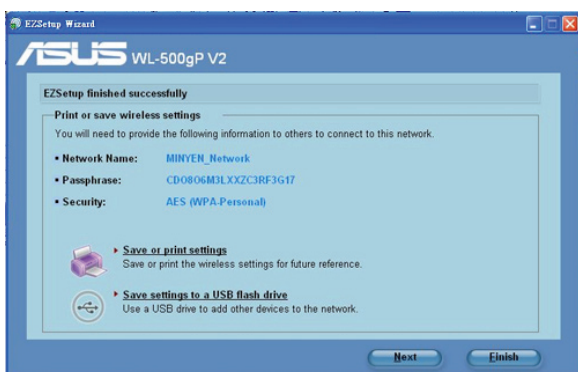 EZSetup Wizard
ASUS WL-500gP V2
EZSetup finished successfully
Print or save wireless settings
You will need to provide the following information to others to connect to this network.
▪ Network Name: MINYEN_Network
▪ Passphrase: CDO8O6M3LXXZC3RF3G17
▪ Security: AES (WPA-Personal)
Save or print settings
Save or print the wireless settings for future reference.
Save settings to a USB flash drive
Use a USB drive to add other devices to the network.
Next Finish